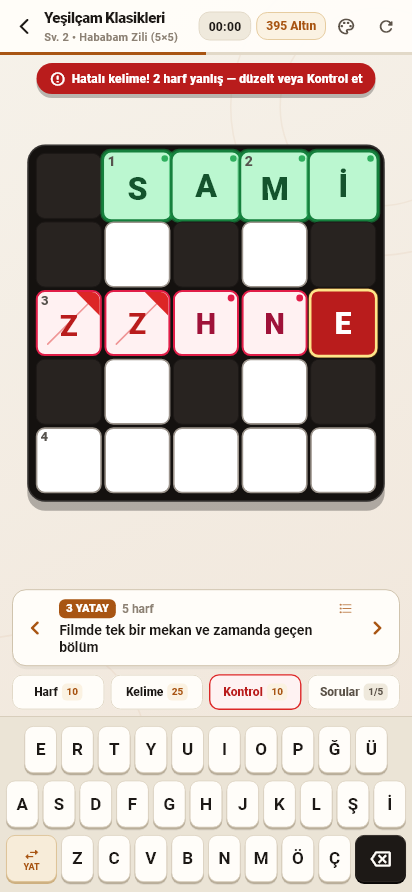 Yeşilçam Klasikleri
Sv. 2 • Hababam Zili (5×5)
00:00
395 Altın
Hatalı kelime! 2 harf yanlış — düzelt veya Kontrol et
1 S A 2 M İ
3 Z Z H N E
4
3 YATAY 5 harf
Filmde tek bir mekan ve zamanda geçen
bölüm
Harf 10 Kelime 25 Kontrol 10 Sorular 1/5
E R T Y U I O P Ğ Ü
A S D F G H J K L Ş İ
YAT Z C V B N M Ö Ç